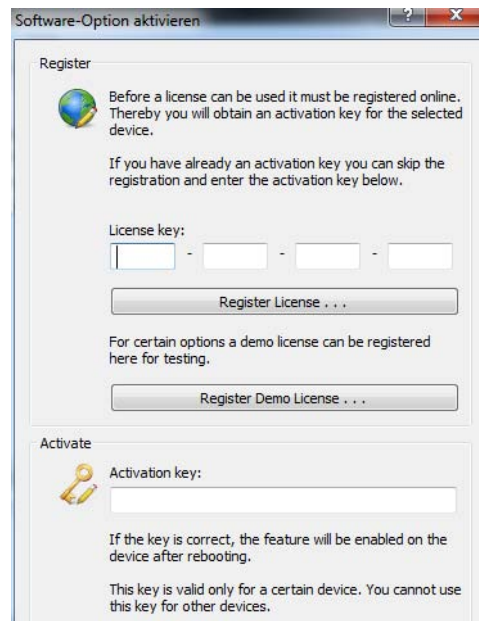 Software-Option aktivieren
Register
Before a license can be used it must be registered online.
Thereby you will obtain an activation key for the selected
device.
If you have already an activation key you can skip the
registration and enter the activation key below.
License key:
- - -
Register License . . .
For certain options a demo license can be registered
here for testing.
Register Demo License . . .
Activate
Activation key:
If the key is correct, the feature will be enabled on the
device after rebooting.
This key is valid only for a certain device. You cannot use
this key for other devices.